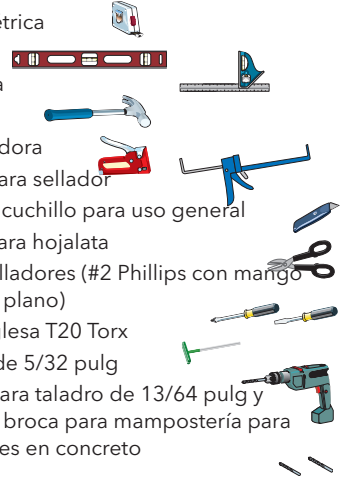 étrica
a
dora
ara sellador
cuchillo para uso general
ara hojalata
lladores (#2 Phillips con mango
plano)
glesa T20 Torx
de 5/32 pulg
ara taladro de 13/64 pulg y
broca para mampostería para
es en concreto